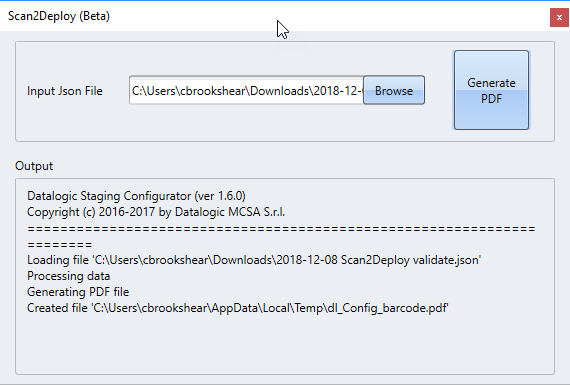 Scan2Deploy (Beta)
x
Input Json File
C:\Users\cbrookshear\Downloads\2018-12-0
Browse
Generate
PDF
Output
Datalogic Staging Configurator (ver 1.6.0)
Copyright (c) 2016-2017 by Datalogic MCSA S.r.l.
==============================================================
========
Loading file 'C:\Users\cbrookshear\Downloads\2018-12-08 Scan2Deploy validate.json'
Processing data
Generating PDF file
Created file 'C:\Users\cbrookshear\AppData\Local\Temp\dl_Config_barcode.pdf'